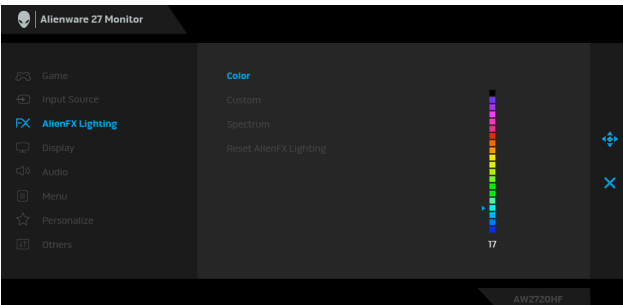 Alienware 27 Monitor
Game
Input Source
AlienFX Lighting
Display
Audio
Menu
Personalize
Others
Color
Custom
Spectrum
Reset AlienFX Lighting
17
AW2720HF